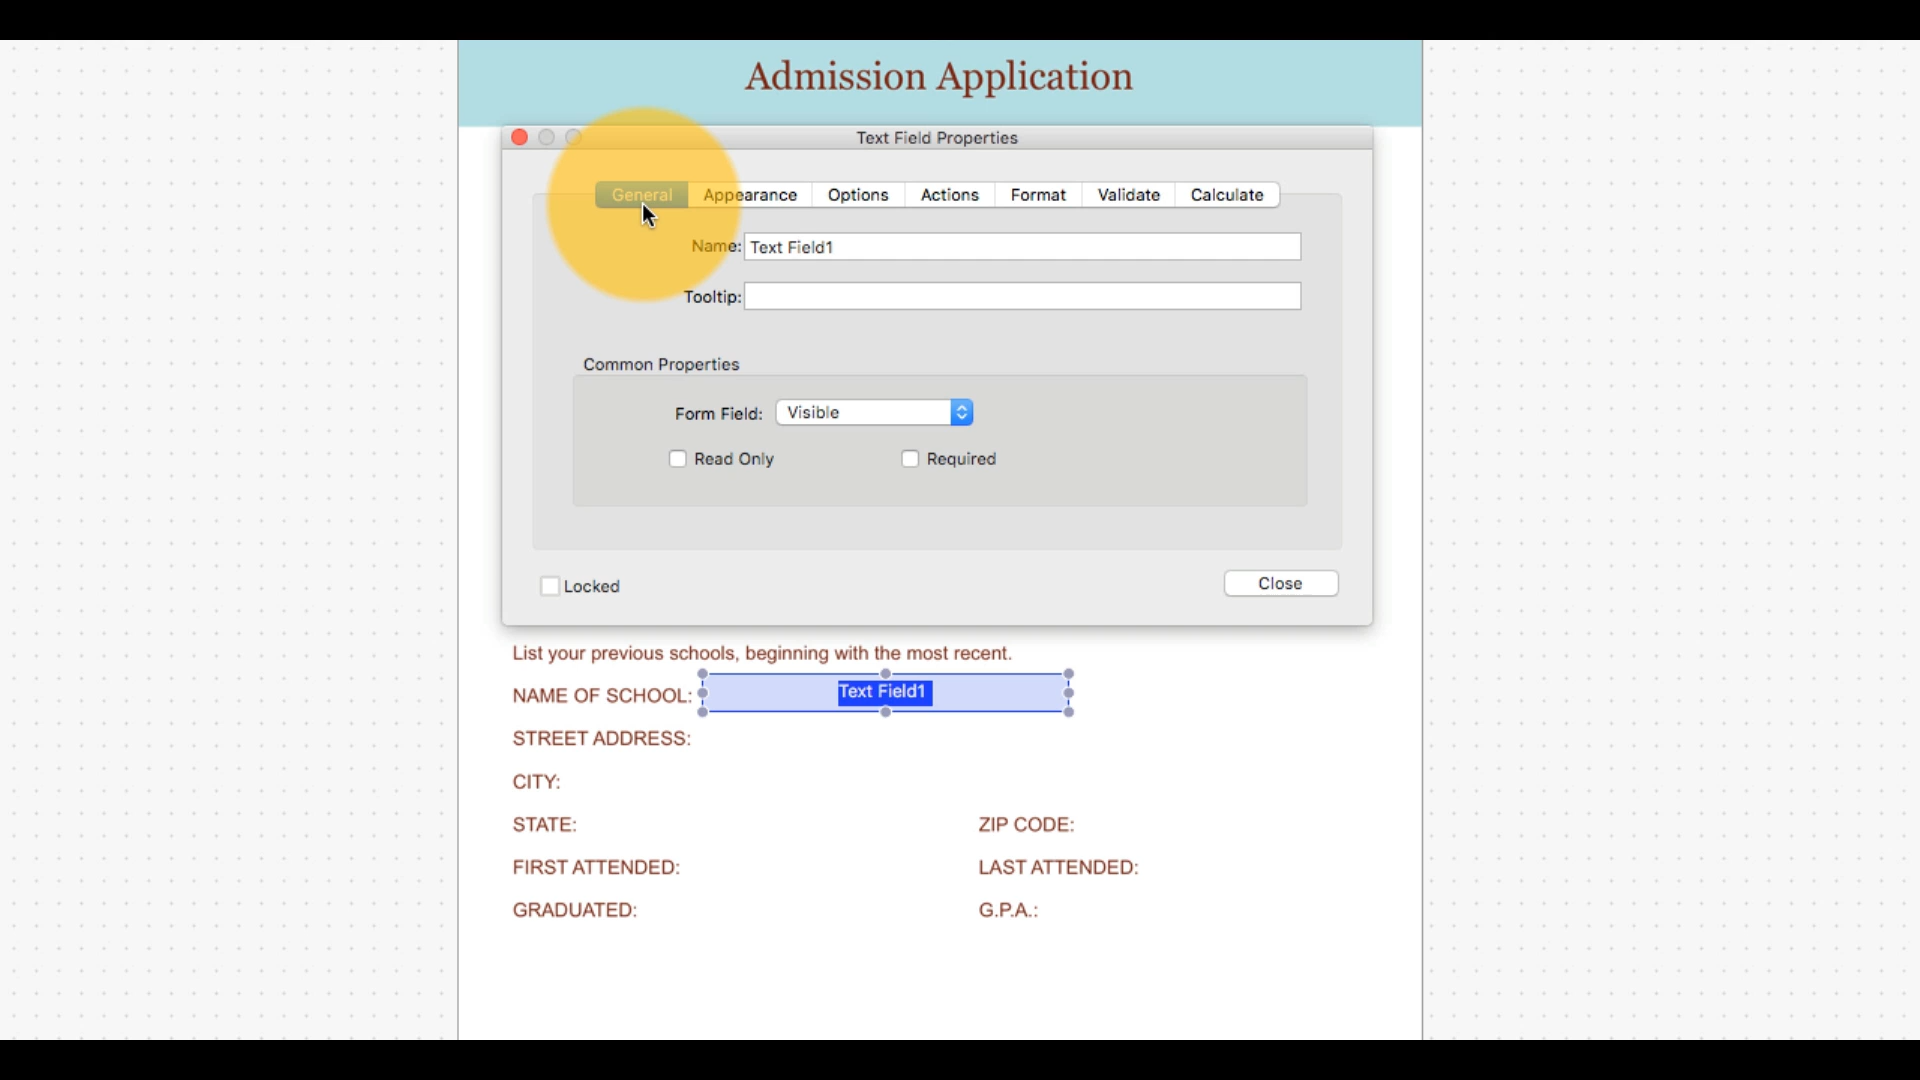 Admission Application
Text Field Properties
General Appearance Options Actions Format Validate Calculate
Name: Text Field1
Tooltip:
Common Properties
Form Field: Visible
Read Only Required
Locked Close
List your previous schools, beginning with the most recent.
NAME OF SCHOOL: Text Field1
STREET ADDRESS:
CITY:
STATE: ZIP CODE:
FIRST ATTENDED: LAST ATTENDED:
GRADUATED: G.P.A.: